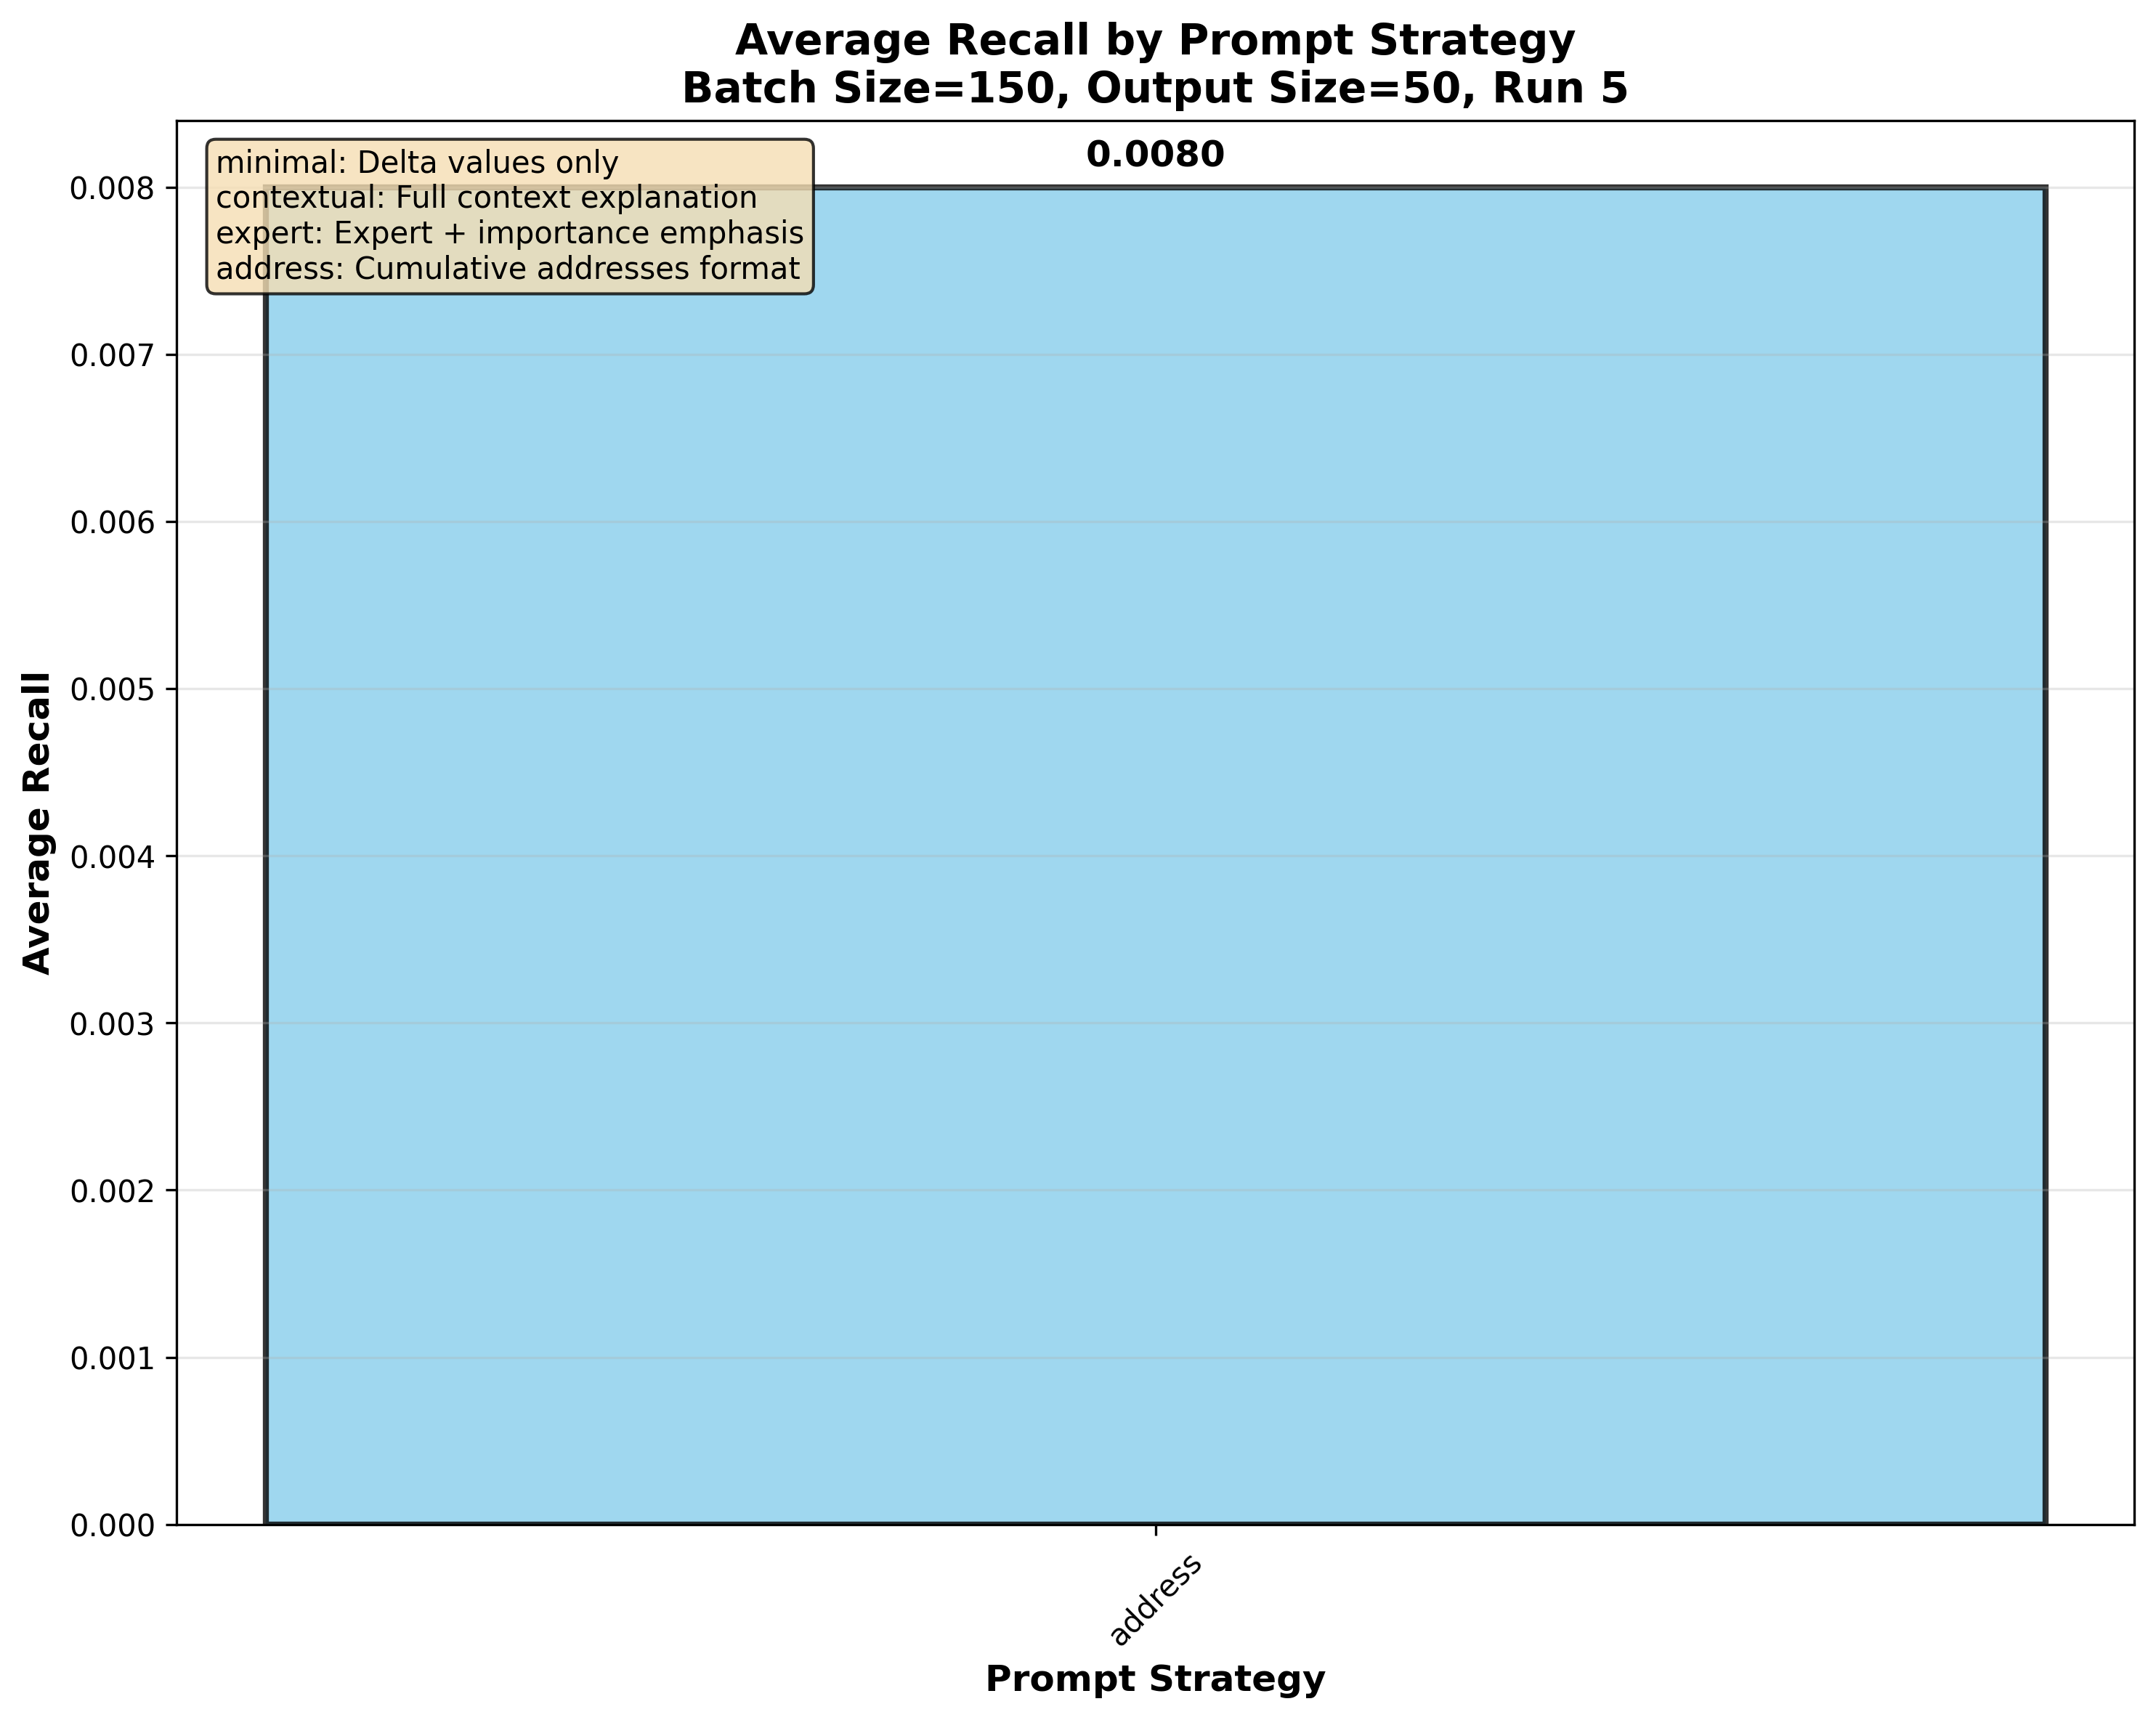 Average Recall by Prompt Strategy
Batch Size=150, Output Size=50, Run 5
minimal: Delta values only
contextual: Full context explanation
expert: Expert + importance emphasis
address: Cumulative addresses format
0.0080
0.008
0.007
0.006
0.005
0.004
0.003
0.002
0.001
0.000
Average Recall
address
Prompt Strategy